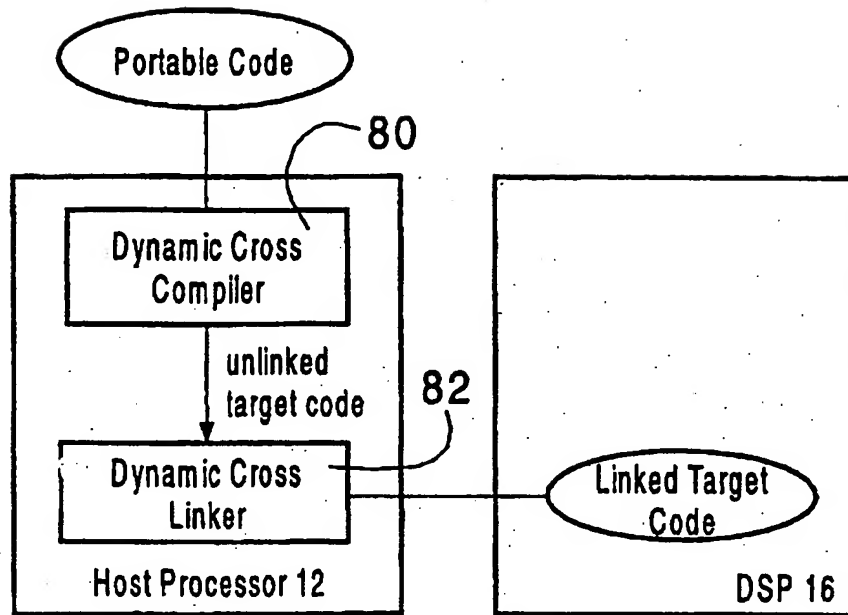 Portable Code
80
Dynamic Cross
Compiler
unlinked
target code
82
Dynamic Cross
Linker
Linked Target
Code
Host Processor 12
DSP 16